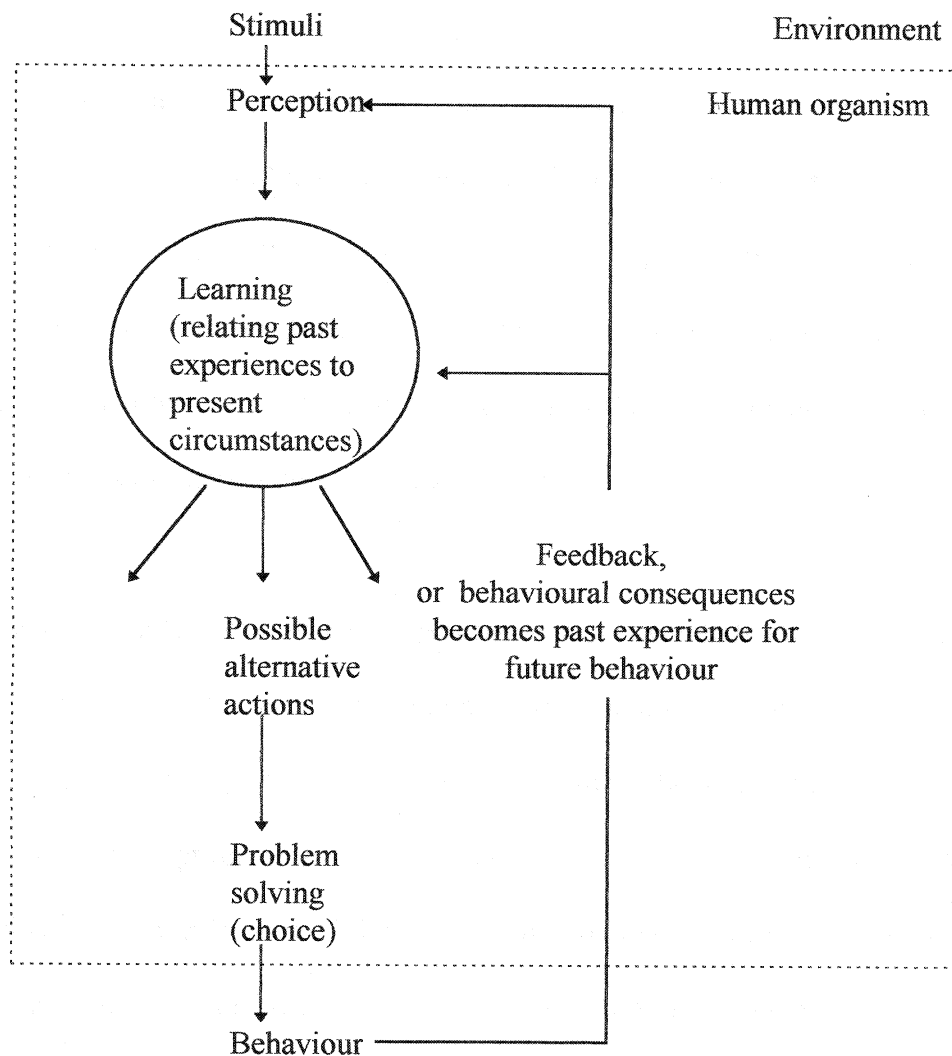 Stimuli
Environment
Perception
Human organism
Learning
(relating past
experiences to
present
circumstances)
Feedback,
or behavioural consequences
becomes past experience for
future behaviour
Possible
alternative
actions
Problem
solving
(choice)
Behaviour